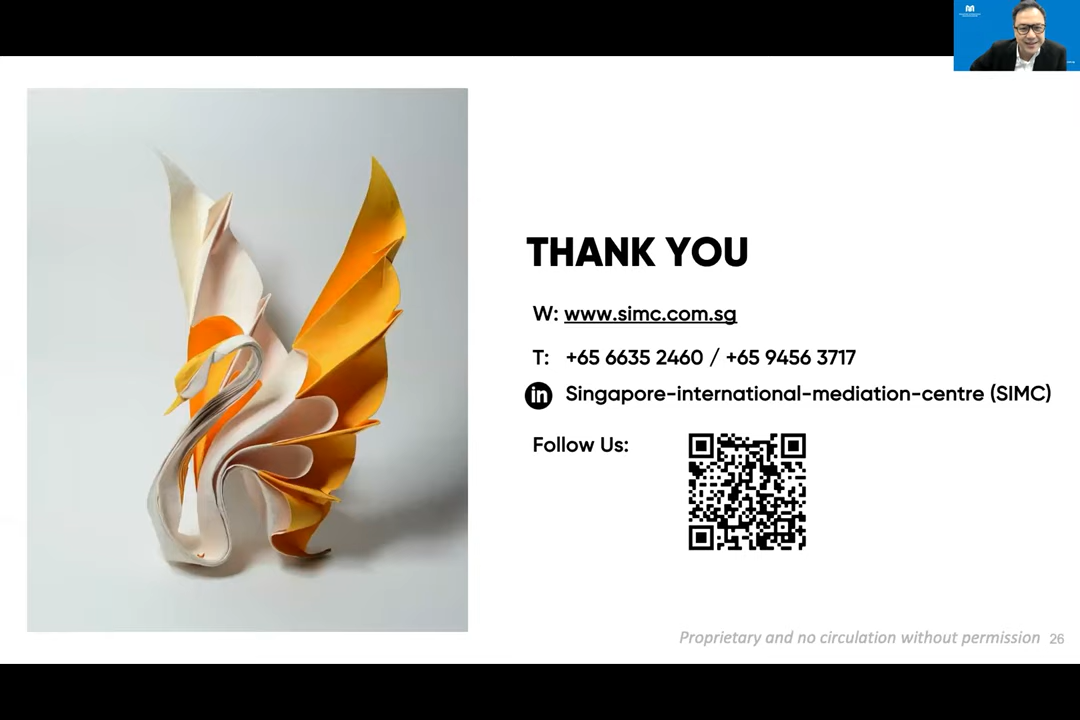 THANK YOU
W: www.simc.com.sg
T: +65 6635 2460 / +65 9456 3717
in Singapore-international-mediation-centre (SIMC)
Follow Us:
Proprietary and no circulation without permission 26